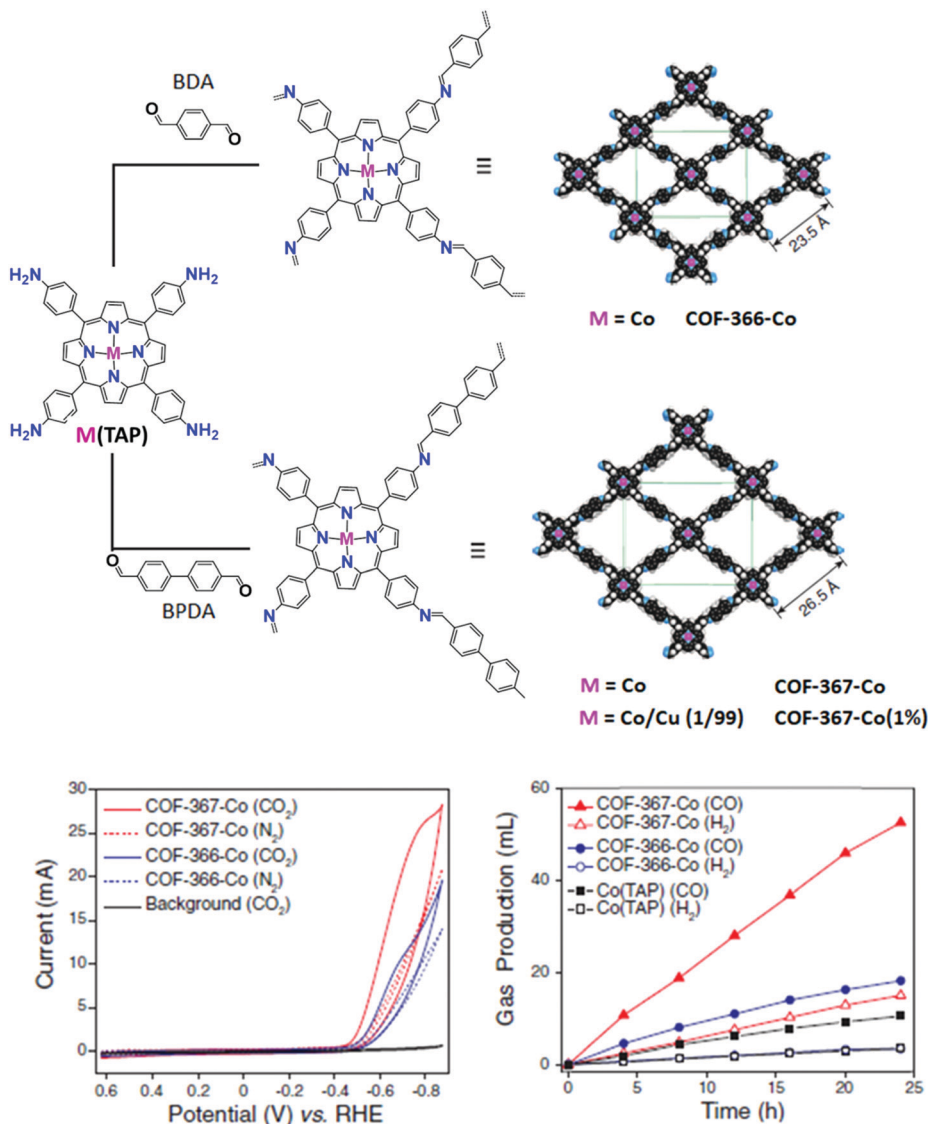 BDA
O
O
N
N
N
N
M
N
N
N
N
≡
23.5 Å
M = Co COF-366-Co
H₂N
NH₂
N
N
M
N
N
H₂N
NH₂
M(TAP)
O
O
BPDA
N
N
N
N
M
N
N
N
N
≡
26.5 Å
M = Co COF-367-Co
M = Co/Cu (1/99) COF-367-Co(1%)
30
25
20
15
10
5
0
Current (mA)
COF-367-Co (CO₂)
COF-367-Co (N₂)
COF-366-Co (CO₂)
COF-366-Co (N₂)
Background (CO₂)
0.6 0.4 0.2 0 -0.2 -0.4 -0.6 -0.8
Potential (V) vs. RHE
60
40
20
0
Gas Production (mL)
COF-367-Co (CO)
COF-367-Co (H₂)
COF-366-Co (CO)
COF-366-Co (H₂)
Co(TAP) (CO)
Co(TAP) (H₂)
0 5 10 15 20 25
Time (h)